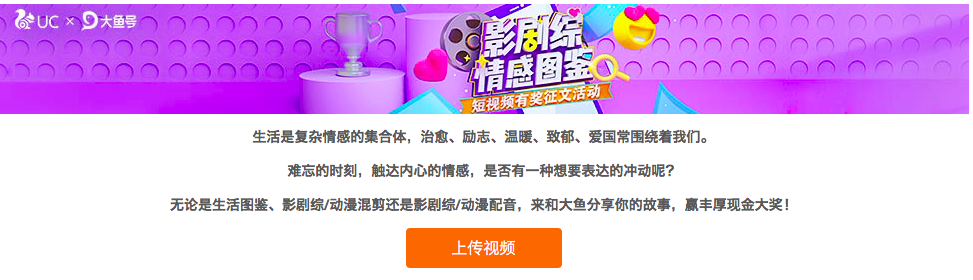 UC × 大鱼号
影剧综
情感图鉴
短视频有奖征文活动
生活是复杂情感的集合体，治愈、励志、温暖、致郁、爱国常围绕着我们。
难忘的时刻，触达内心的情感，是否有一种想要表达的冲动呢？
无论是生活图鉴、影剧综/动漫混剪还是影剧综/动漫配音，来和大鱼分享你的故事，赢丰厚现金大奖！
上传视频